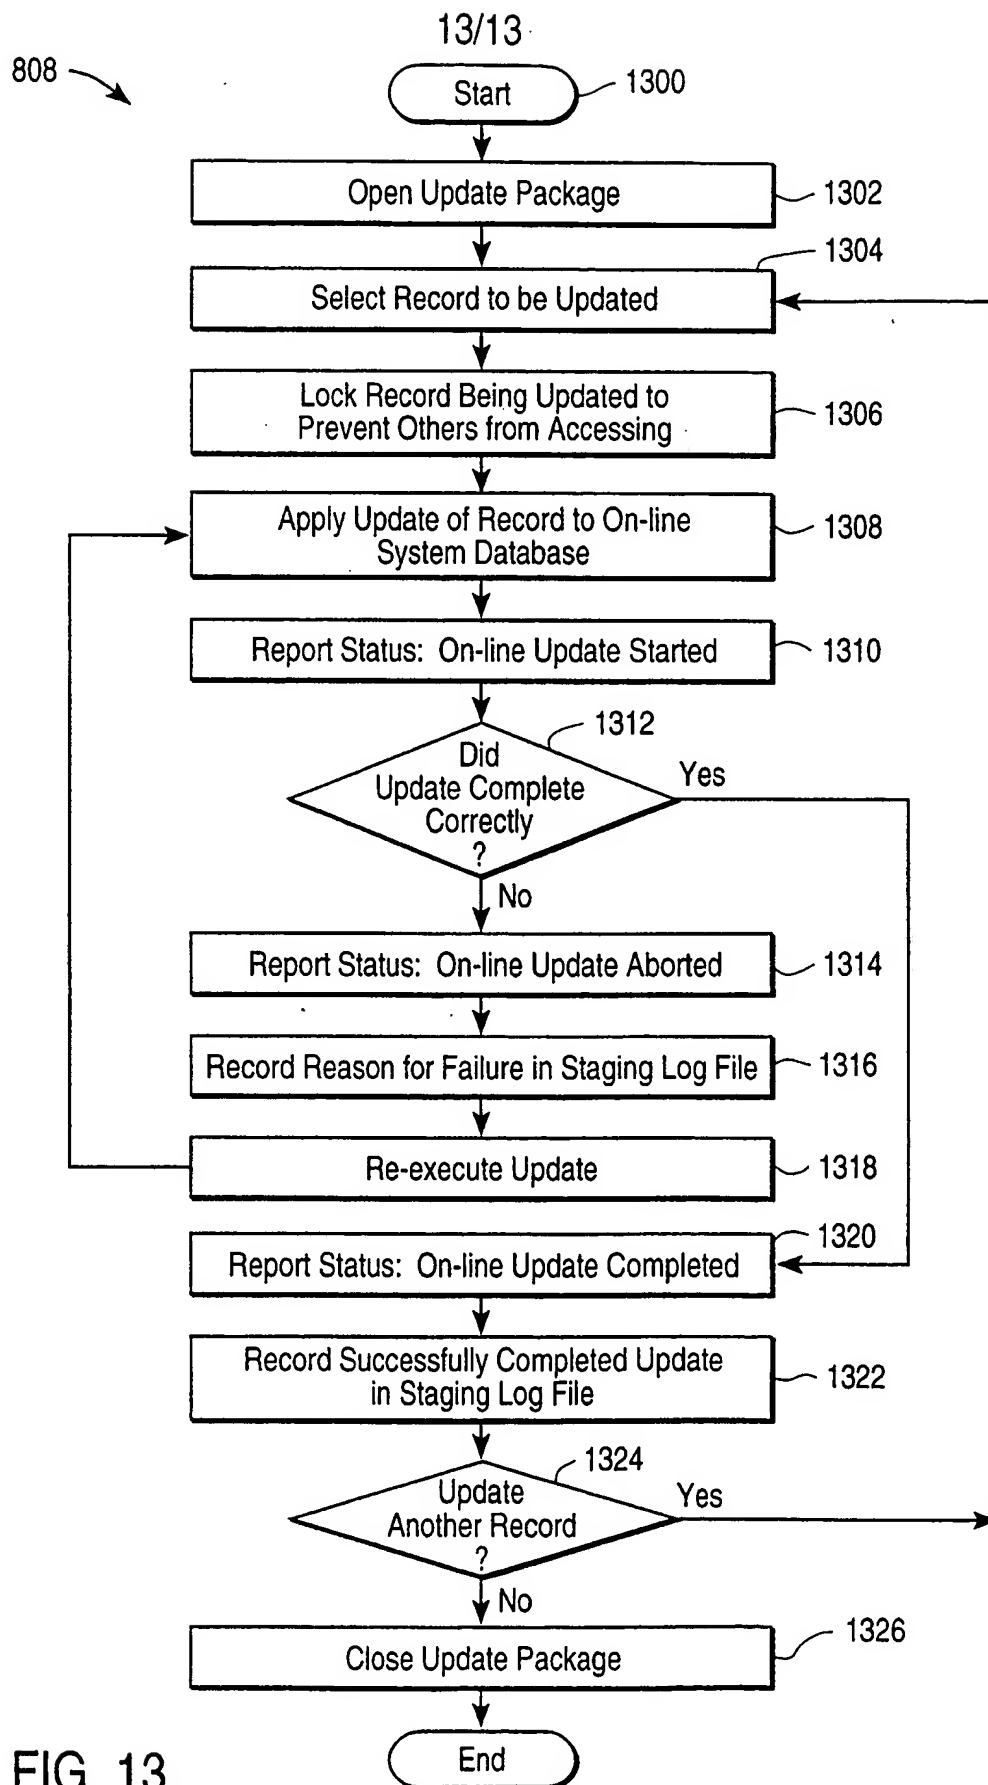 13/13
808
Start
1300
Open Update Package
1302
1304
Select Record to be Updated
Lock Record Being Updated to
Prevent Others from Accessing
1306
Apply Update of Record to On-line
System Database
1308
Report Status: On-line Update Started
1310
1312
Did
Update Complete
Correctly
?
Yes
No
Report Status: On-line Update Aborted
1314
Record Reason for Failure in Staging Log File
1316
Re-execute Update
1318
1320
Report Status: On-line Update Completed
Record Successfully Completed Update
in Staging Log File
1322
1324
Update
Another Record
?
Yes
No
1326
Close Update Package
End
FIG. 13